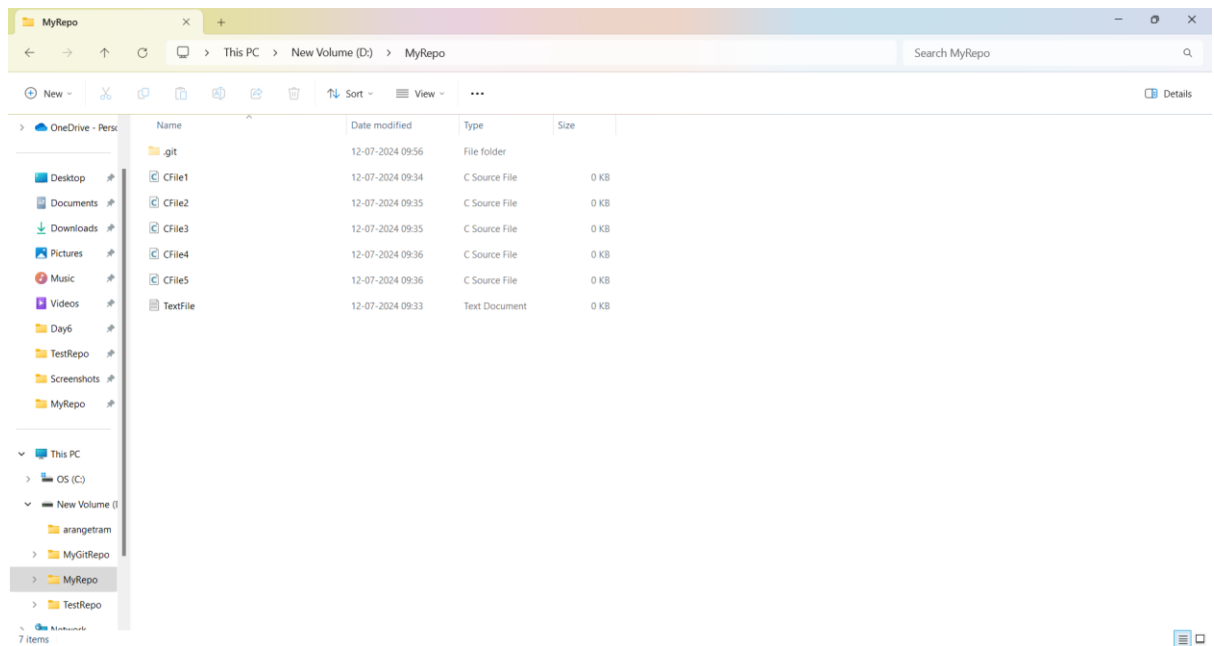 MyRepo
This PC > New Volume (D:) > MyRepo
Search MyRepo
New
Sort
View
Details
Name Date modified Type Size
.git 12-07-2024 09:56 File folder
CFile1 12-07-2024 09:34 C Source File 0 KB
CFile2 12-07-2024 09:35 C Source File 0 KB
CFile3 12-07-2024 09:35 C Source File 0 KB
CFile4 12-07-2024 09:36 C Source File 0 KB
CFile5 12-07-2024 09:36 C Source File 0 KB
TextFile 12-07-2024 09:33 Text Document 0 KB
OneDrive - Perso
Desktop
Documents
Downloads
Pictures
Music
Videos
Day6
TestRepo
Screenshots
MyRepo
This PC
OS (C:)
New Volume (
arangetram
MyGitRepo
MyRepo
TestRepo
Network
7 items